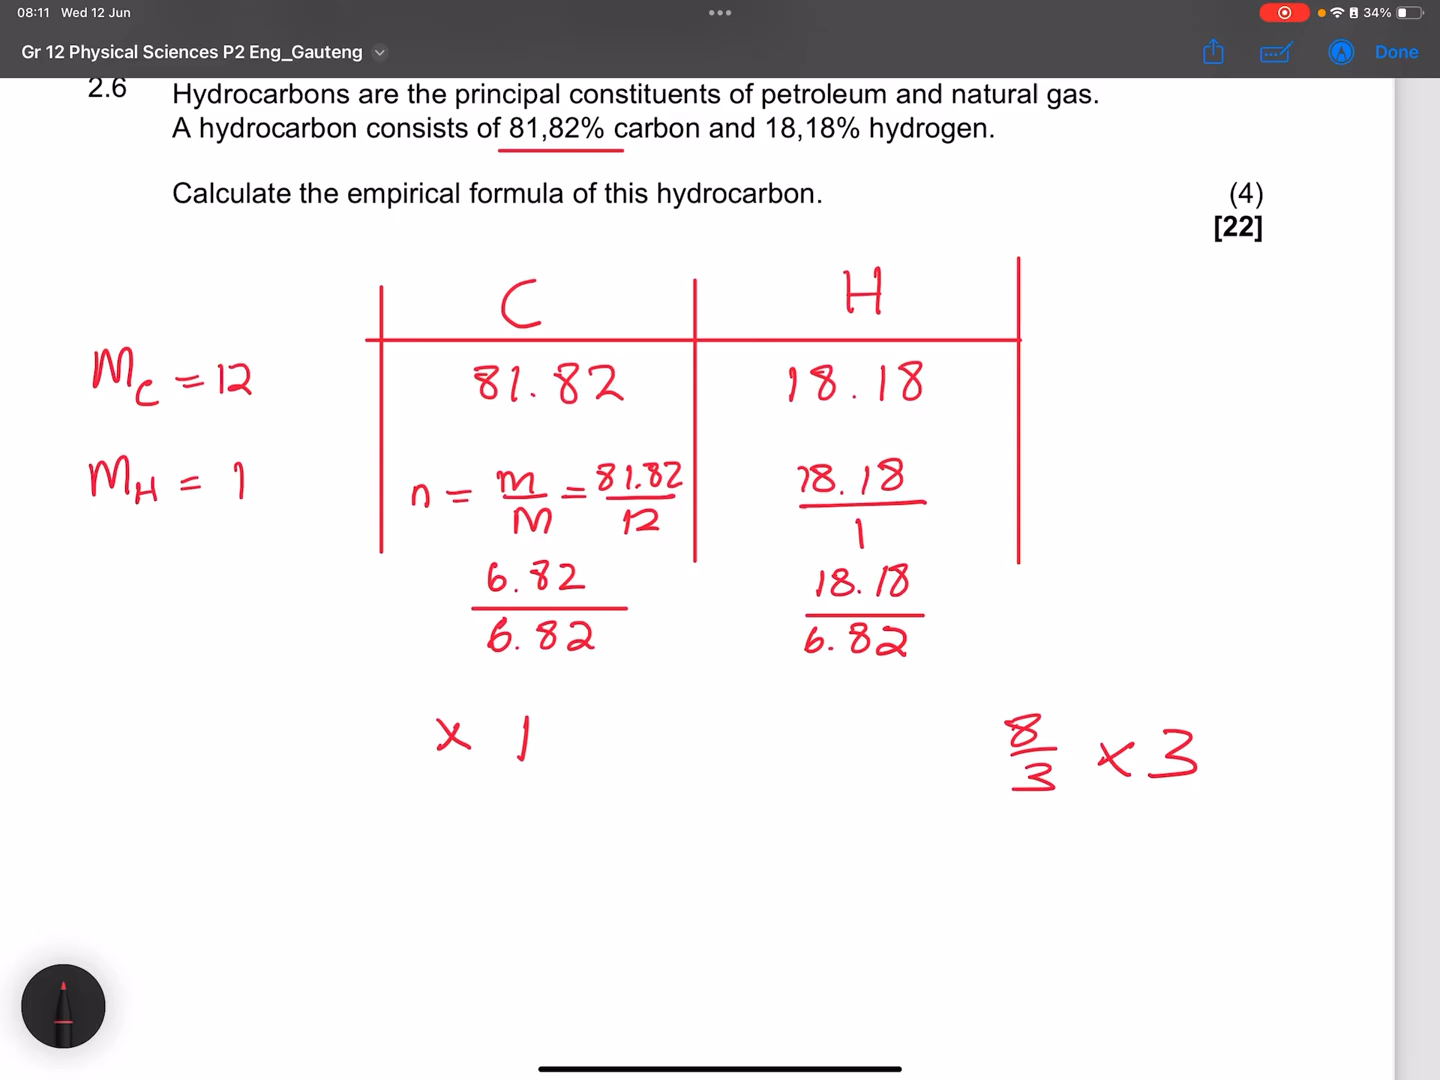 08:11 Wed 12 Jun
34%
Gr 12 Physical Sciences P2 Eng_Gauteng
Done
2.6 Hydrocarbons are the principal constituents of petroleum and natural gas.
A hydrocarbon consists of 81,82% carbon and 18,18% hydrogen.
Calculate the empirical formula of this hydrocarbon. (4)
[22]
C H
M_C = 12 81.82 18.18
M_H = 1 n = m/M = 81.82/12 18.18/1
6.82/6.82 18.18/6.82
× 1 8/3 × 3